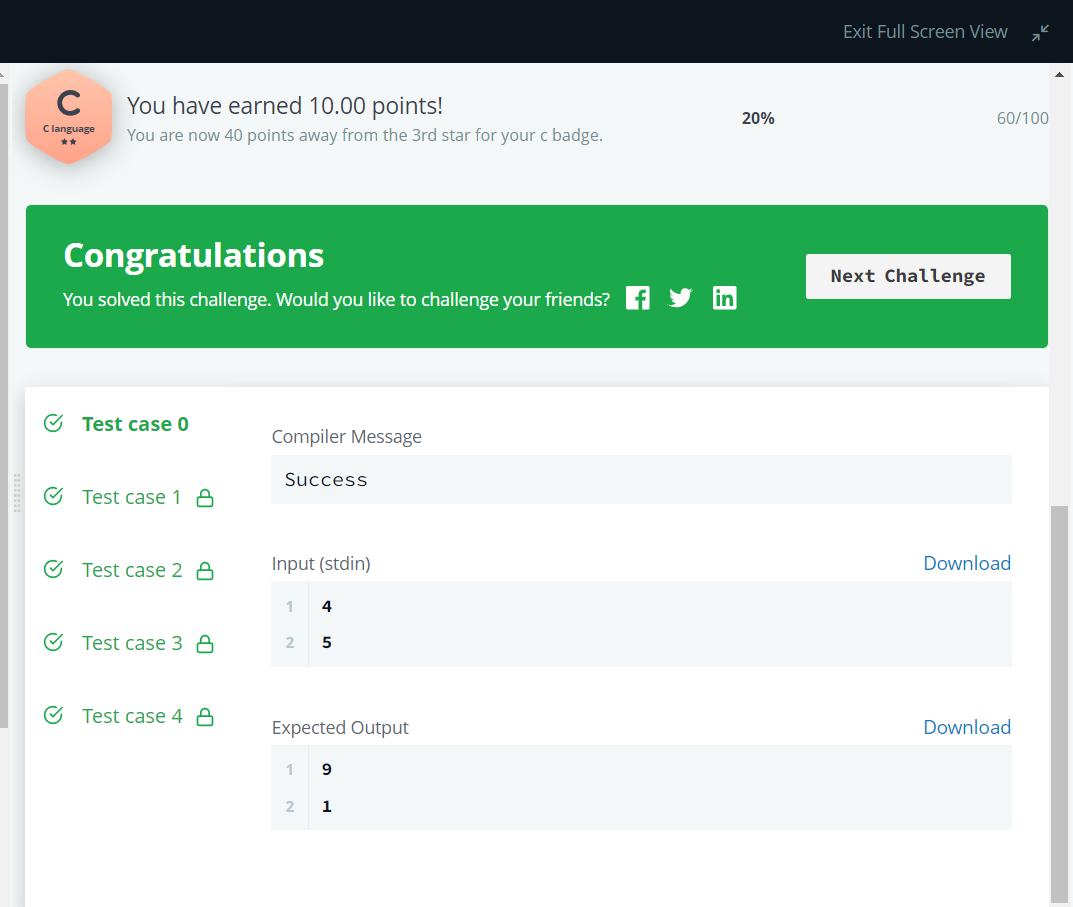 Exit Full Screen View
C
C language
You have earned 10.00 points!
You are now 40 points away from the 3rd star for your c badge.
20%
60/100
Congratulations
You solved this challenge. Would you like to challenge your friends?
Next Challenge
Test case 0
Test case 1
Test case 2
Test case 3
Test case 4
Compiler Message
Success
Input (stdin)
Download
1 4
2 5
Expected Output
Download
1 9
2 1